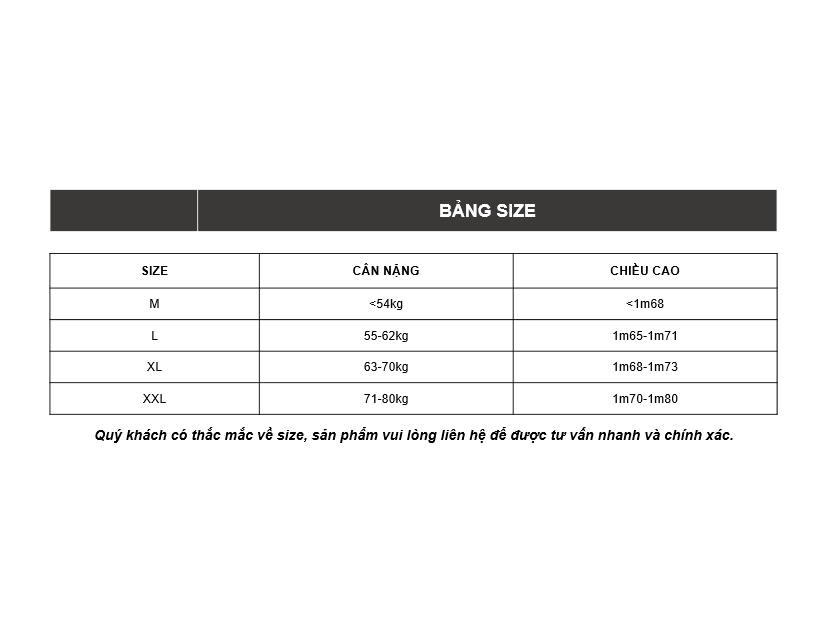 BẢNG SIZE
SIZE CÂN NẶNG CHIỀU CAO
M <54kg <1m68
L 55-62kg 1m65-1m71
XL 63-70kg 1m68-1m73
XXL 71-80kg 1m70-1m80
Quý khách có thắc mắc về size, sản phẩm vui lòng liên hệ để được tư vấn nhanh và chính xác.